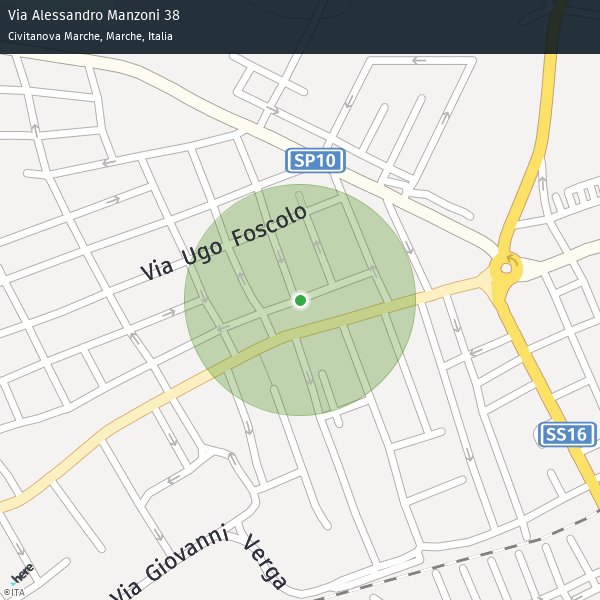 Via Alessandro Manzoni 38
Civitanova Marche, Marche, Italia
SP10
Via Ugo Foscolo
SS16
Via Giovanni Verga
here
©ITA